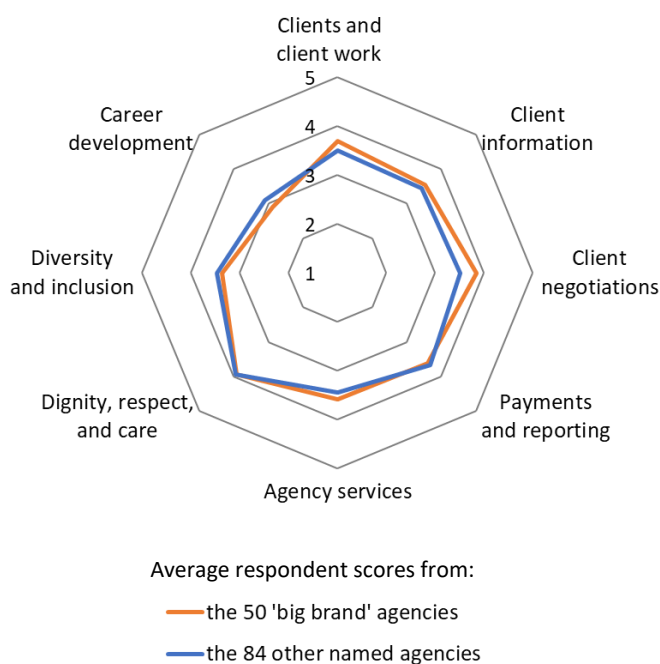 Clients and
client work
5
Career
development
Client
information
4
3
2
Diversity
and inclusion
1
Client
negotiations
Dignity, respect,
and care
Payments
and reporting
Agency services
Average respondent scores from:
the 50 'big brand' agencies
the 84 other named agencies